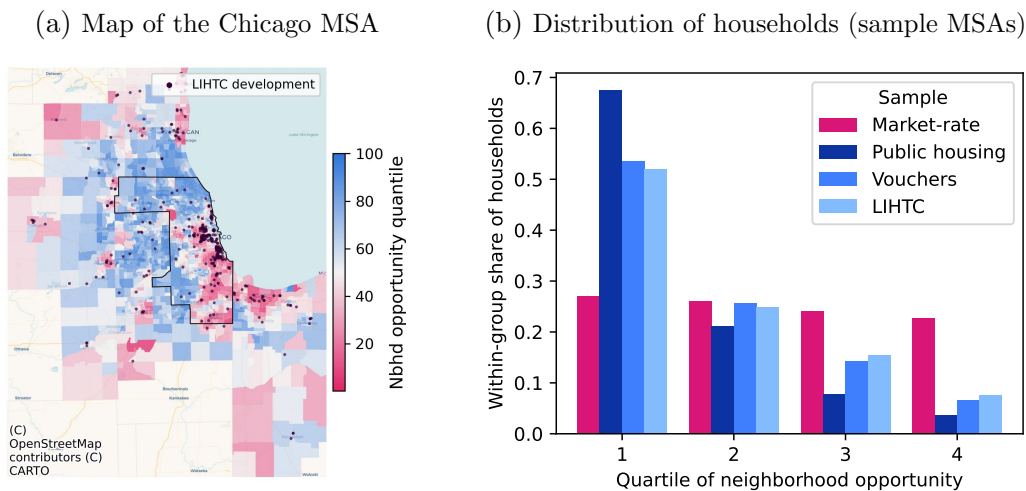 (a) Map of the Chicago MSA
(b) Distribution of households (sample MSAs)
LIHTC development
Lake Michigan
(C)
OpenStreetMap
contributors (C)
CARTO
100
80
60
40
20
Nbhd opportunity quantile
Within-group share of households
0.7
0.6
0.5
0.4
0.3
0.2
0.1
0.0
Sample
Market-rate
Public housing
Vouchers
LIHTC
1
2
3
4
Quartile of neighborhood opportunity